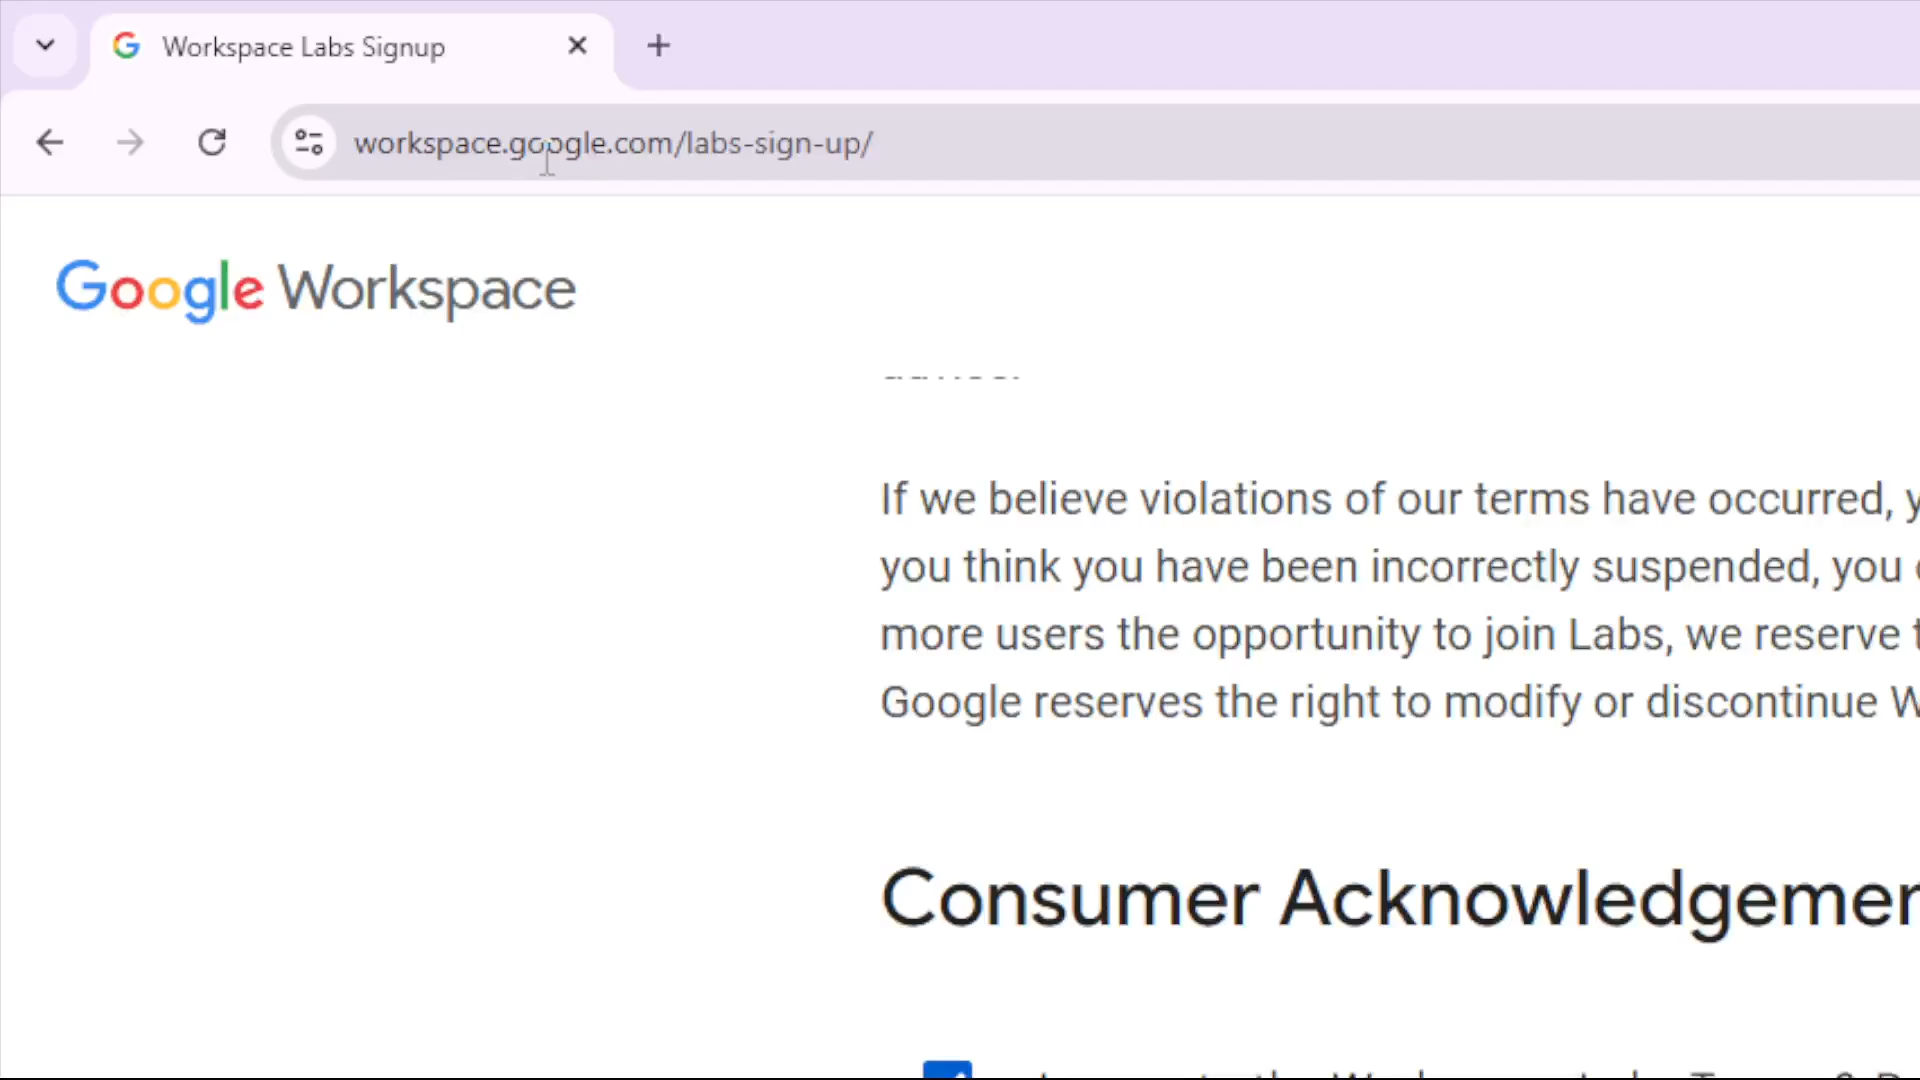 Workspace Labs Signup
workspace.google.com/labs-sign-up/
Google Workspace
If we believe violations of our terms have occurred,
you think you have been incorrectly suspended, you
more users the opportunity to join Labs, we reserve
Google reserves the right to modify or discontinue
Consumer